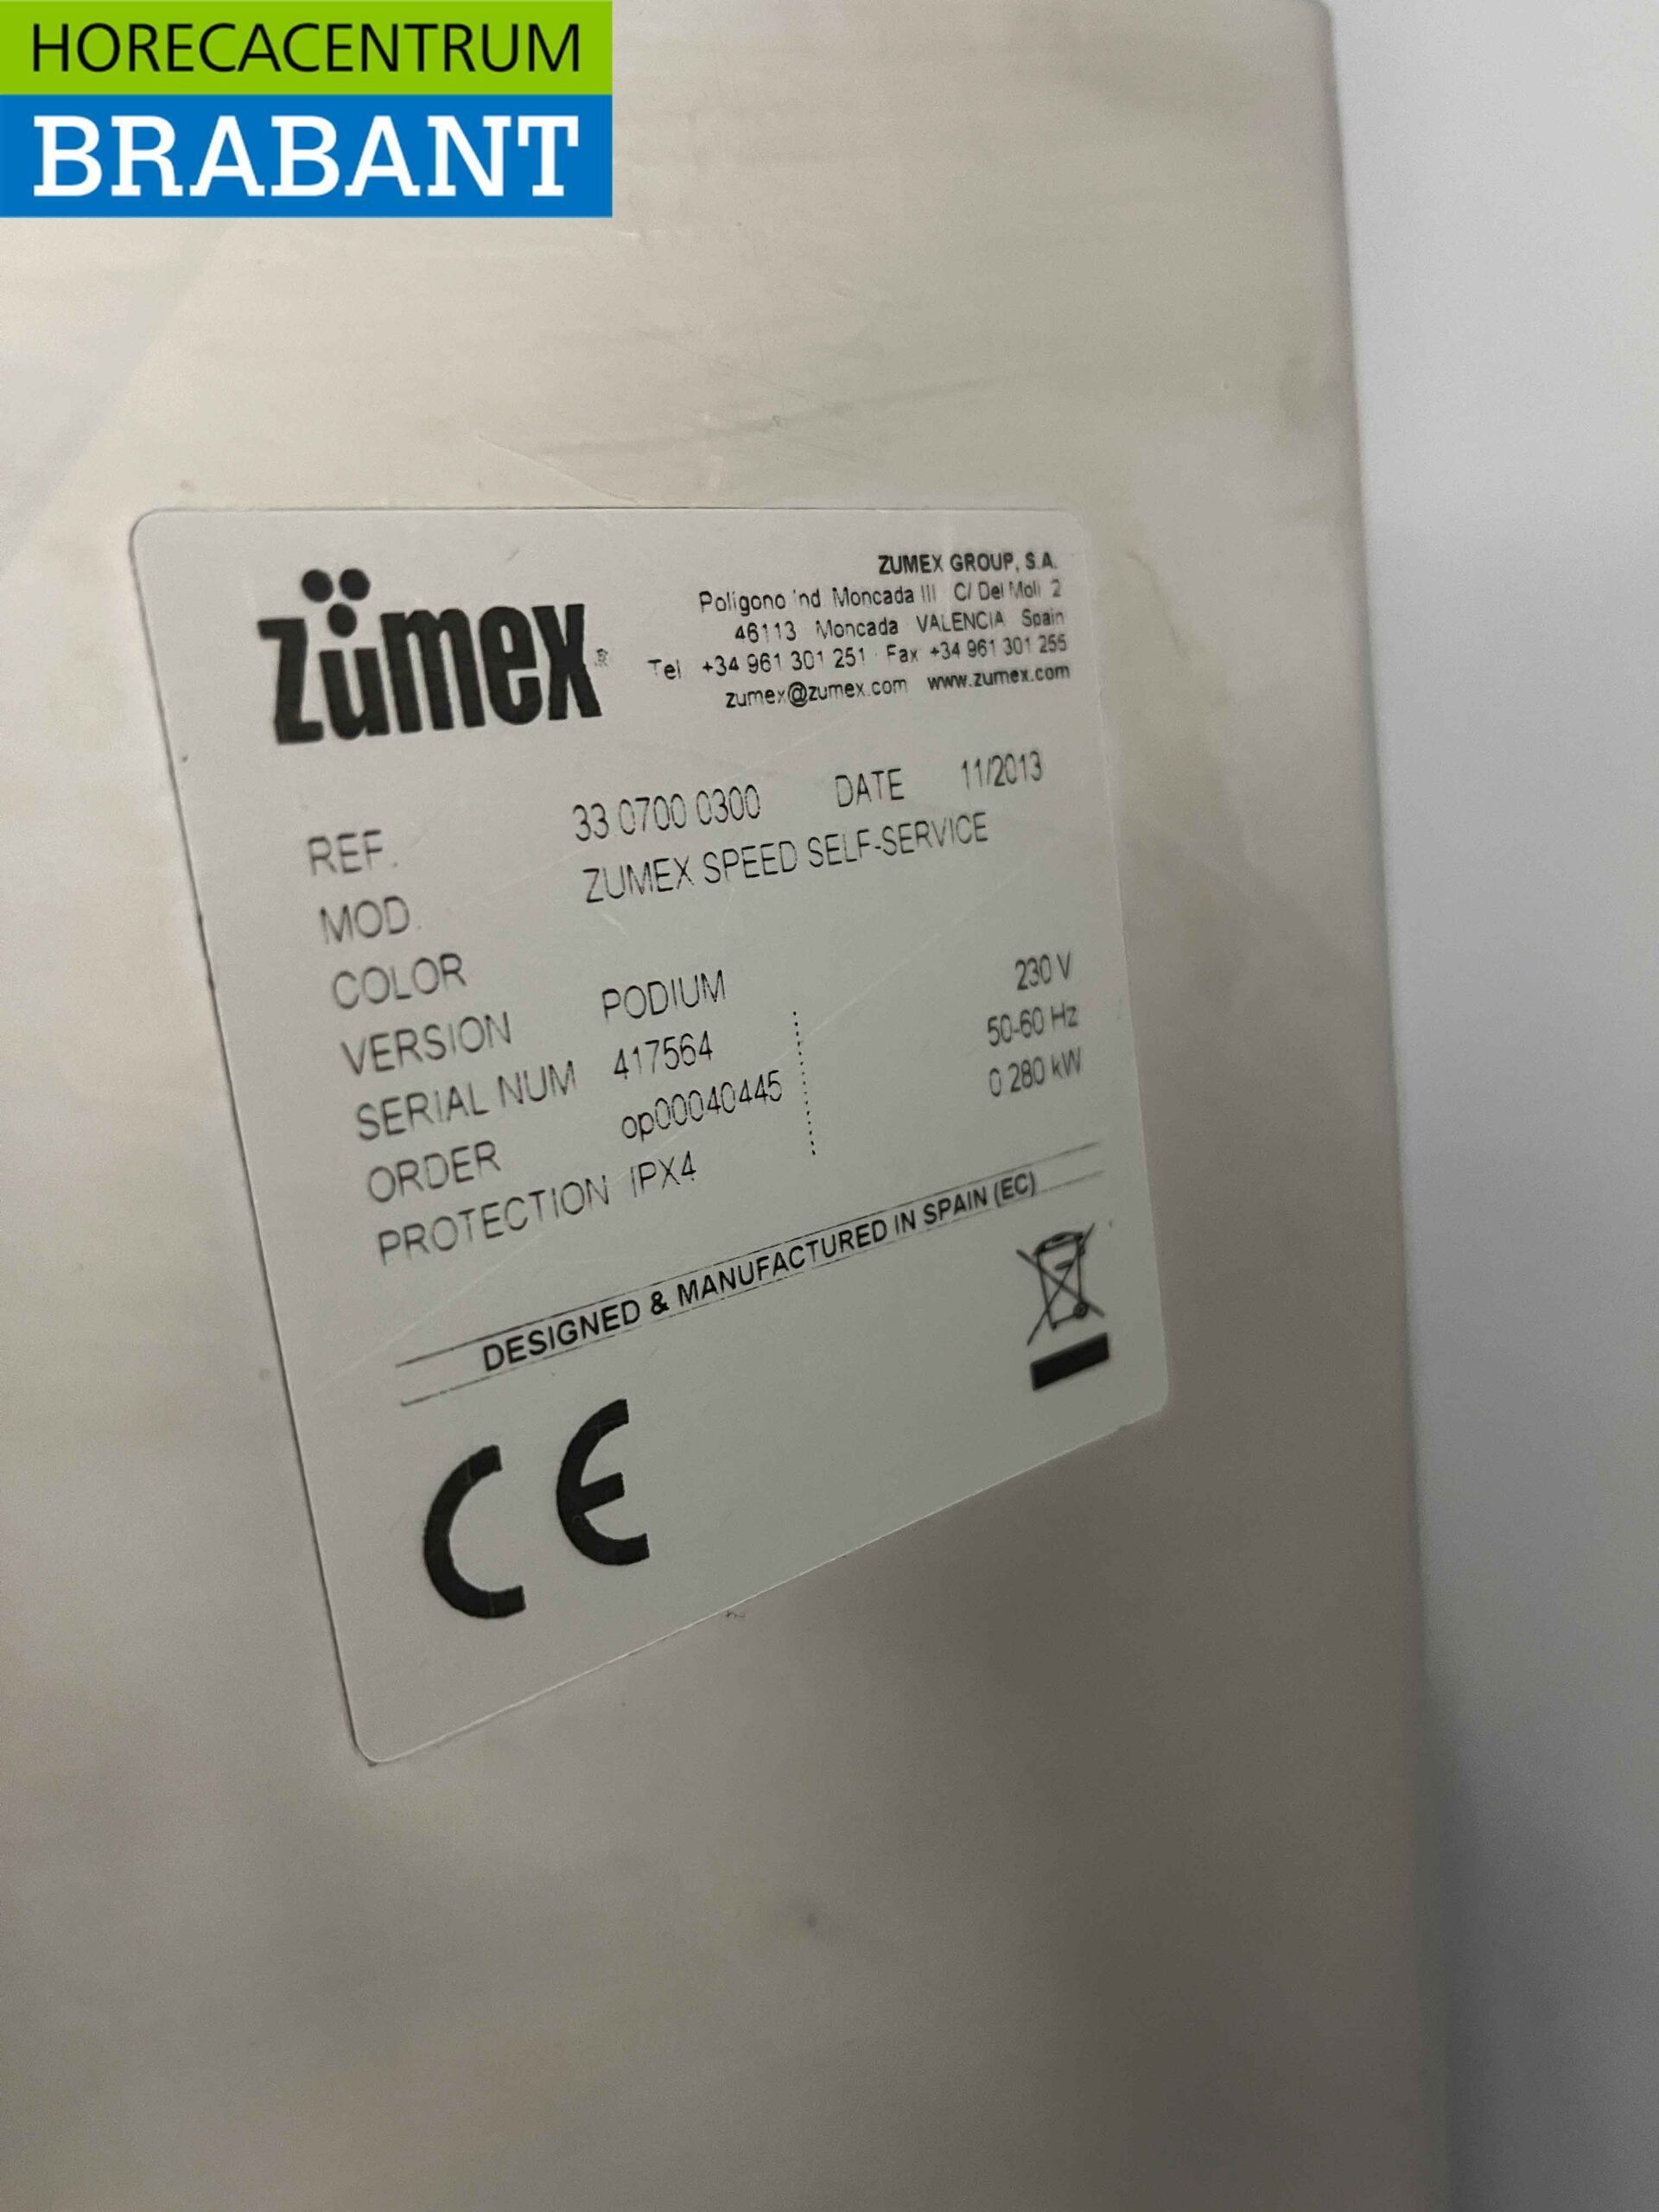 HORECACENTRUM
BRABANT
zümex®
ZUMEX GROUP, S.A.
Polígono Ind. Moncada III C/ Del Molí 2
46113 Moncada VALENCIA Spain
Tel +34 961 301 251 · Fax +34 961 301 255
zumex@zumex.com www.zumex.com
REF. 33 0700 0300 DATE 11/2013
MOD. ZUMEX SPEED SELF-SERVICE
COLOR
VERSION PODIUM 230 V
SERIAL NUM 417564 50-60 Hz
ORDER op00040445 0 280 kW
PROTECTION IPX4
DESIGNED & MANUFACTURED IN SPAIN (EC)
CE